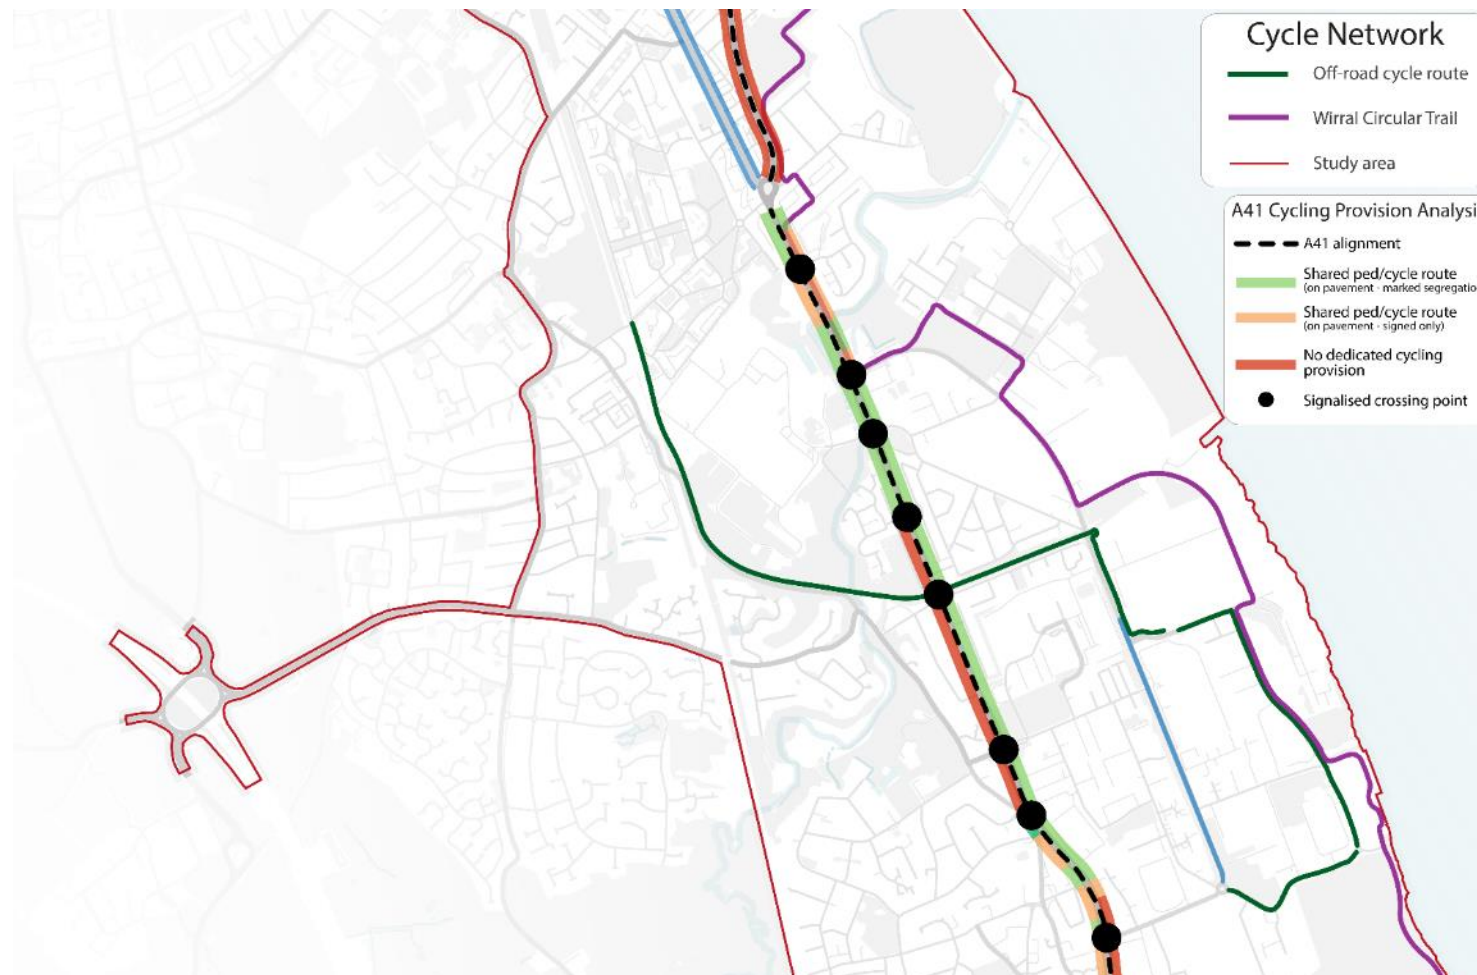 Cycle Network
Off-road cycle route
Wirral Circular Trail
Study area
A41 Cycling Provision Analysi
A41 alignment
Shared ped/cycle route
(on pavement - marked segregatio
Shared ped/cycle route
(on pavement - signed only)
No dedicated cycling
provision
Signalised crossing point